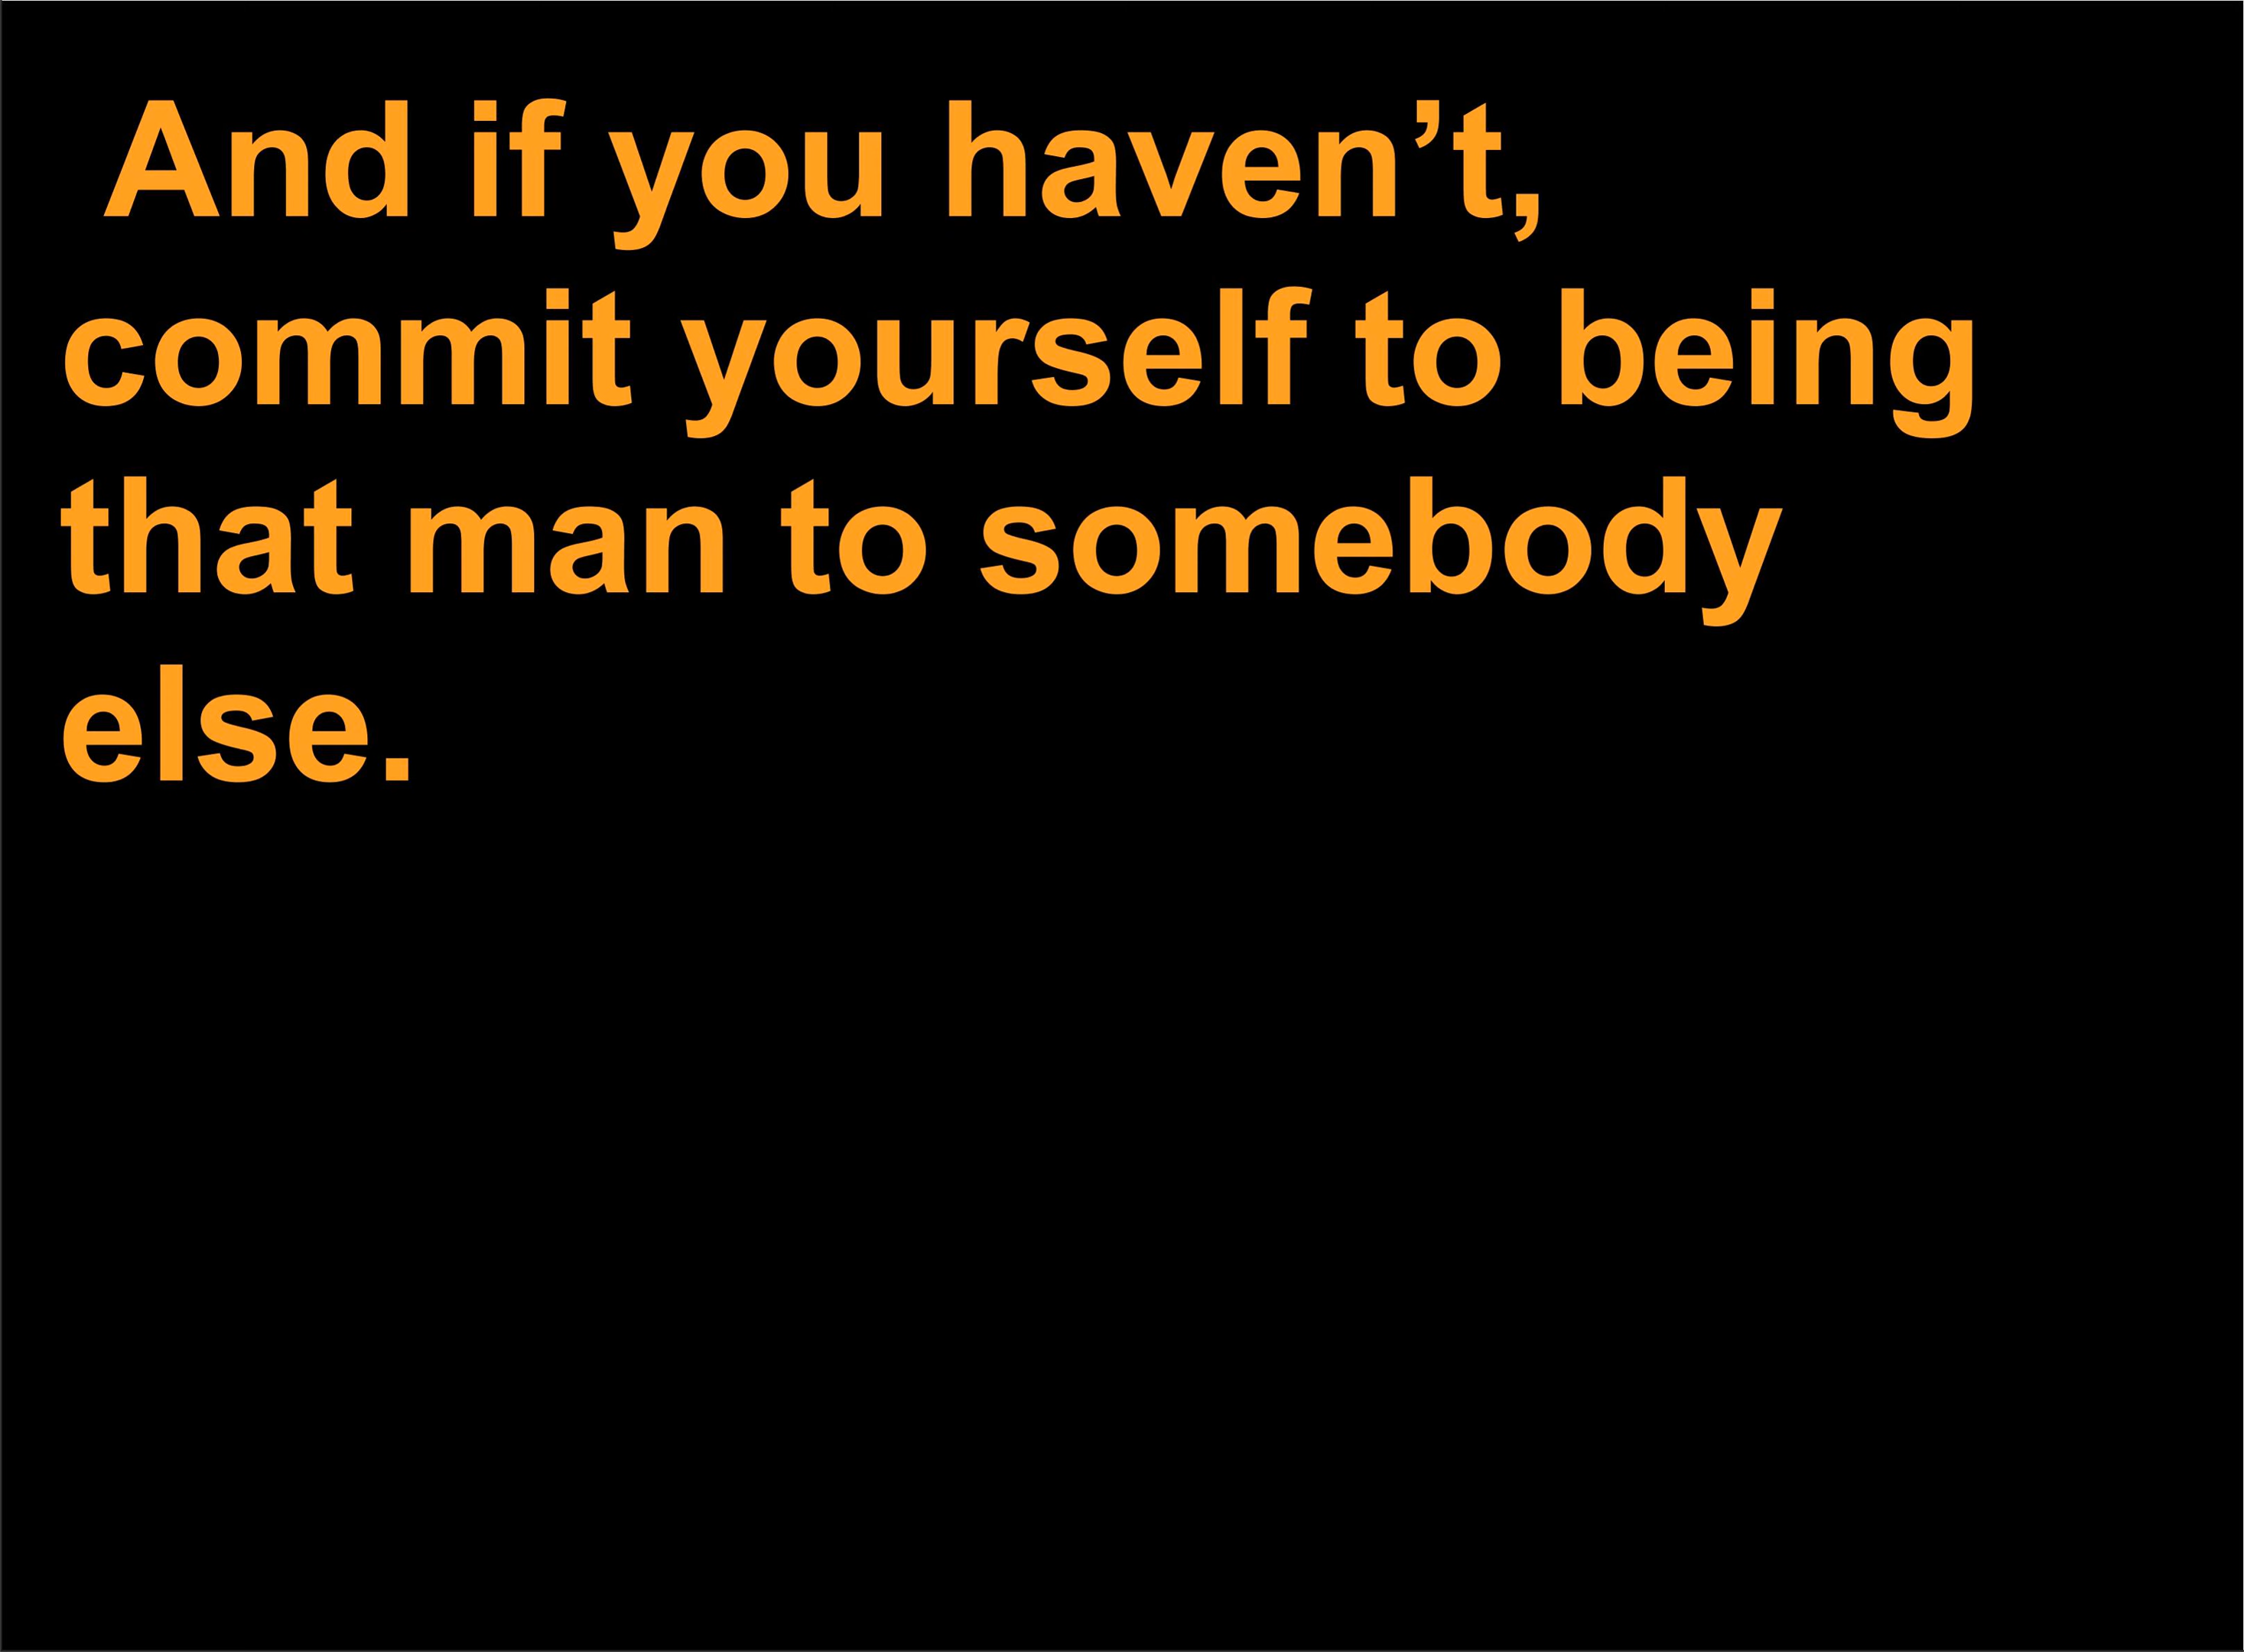 And if you haven’t,
commit yourself to being
that man to somebody
else.